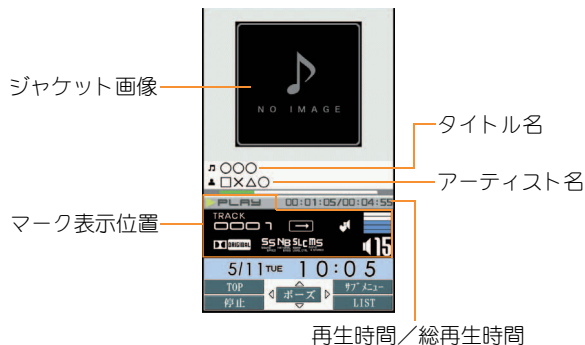 ジャケット画像
NO IMAGE
タイトル名
♫ ○○○
アーティスト名
□×△○
PLAY 00:01:05/00:04:55
マーク表示位置
TRACK
0001
ORIGINAL SS NB SLC MS
15
5/11 TUE 10:05
TOP ポーズ サブメニュー
停止 LIST
再生時間／総再生時間